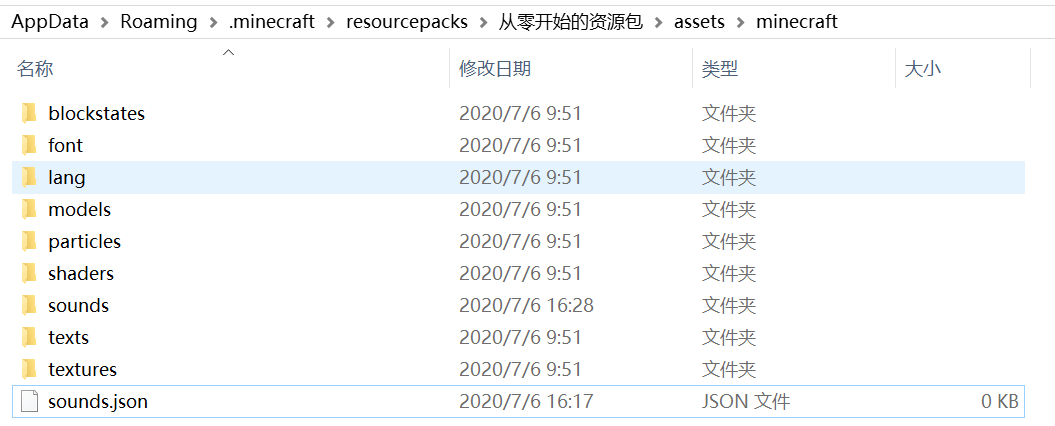 AppData > Roaming > .minecraft > resourcepacks > 从零开始的资源包 > assets > minecraft
名称 修改日期 类型 大小
blockstates 2020/7/6 9:51 文件夹
font 2020/7/6 9:51 文件夹
lang 2020/7/6 9:51 文件夹
models 2020/7/6 9:51 文件夹
particles 2020/7/6 9:51 文件夹
shaders 2020/7/6 9:51 文件夹
sounds 2020/7/6 16:28 文件夹
texts 2020/7/6 9:51 文件夹
textures 2020/7/6 9:51 文件夹
sounds.json 2020/7/6 16:17 JSON 文件 0 KB